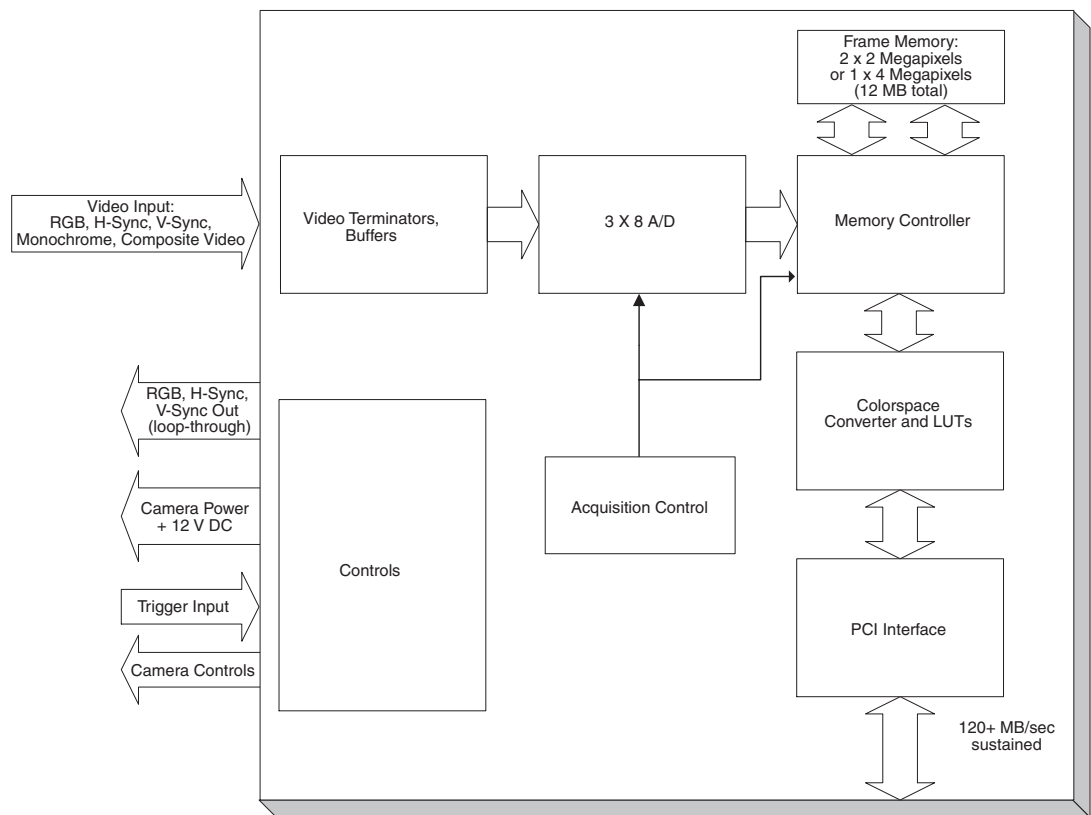 Frame Memory:
2 x 2 Megapixels
or 1 x 4 Megapixels
(12 MB total)
Video Input:
RGB, H-Sync, V-Sync,
Monochrome, Composite Video
Video Terminators,
Buffers
3 X 8 A/D
Memory Controller
RGB, H-Sync,
V-Sync Out
(loop-through)
Colorspace
Converter and LUTs
Camera Power
+ 12 V DC
Acquisition Control
Controls
Trigger Input
PCI Interface
Camera Controls
120+ MB/sec
sustained